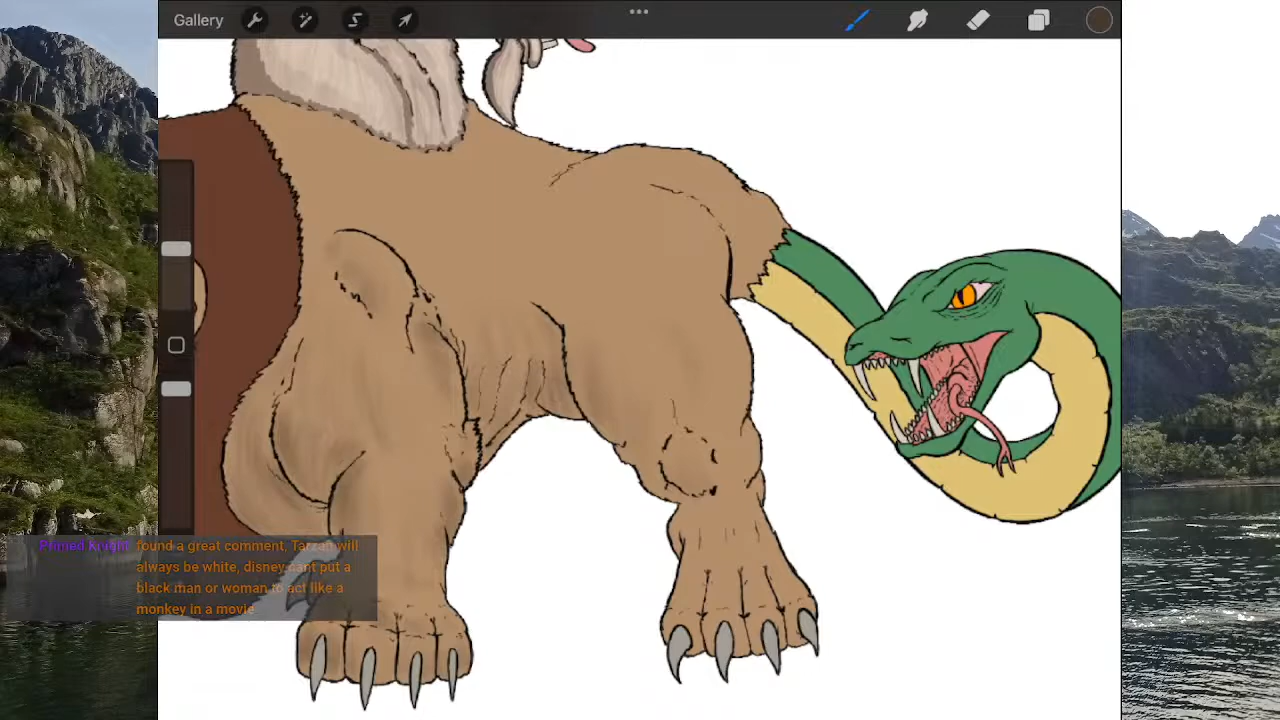 Gallery
Primed Knight found a great comment, Tarzan will
always be white, disney cant put a
black man or woman to act like a
monkey in a movie